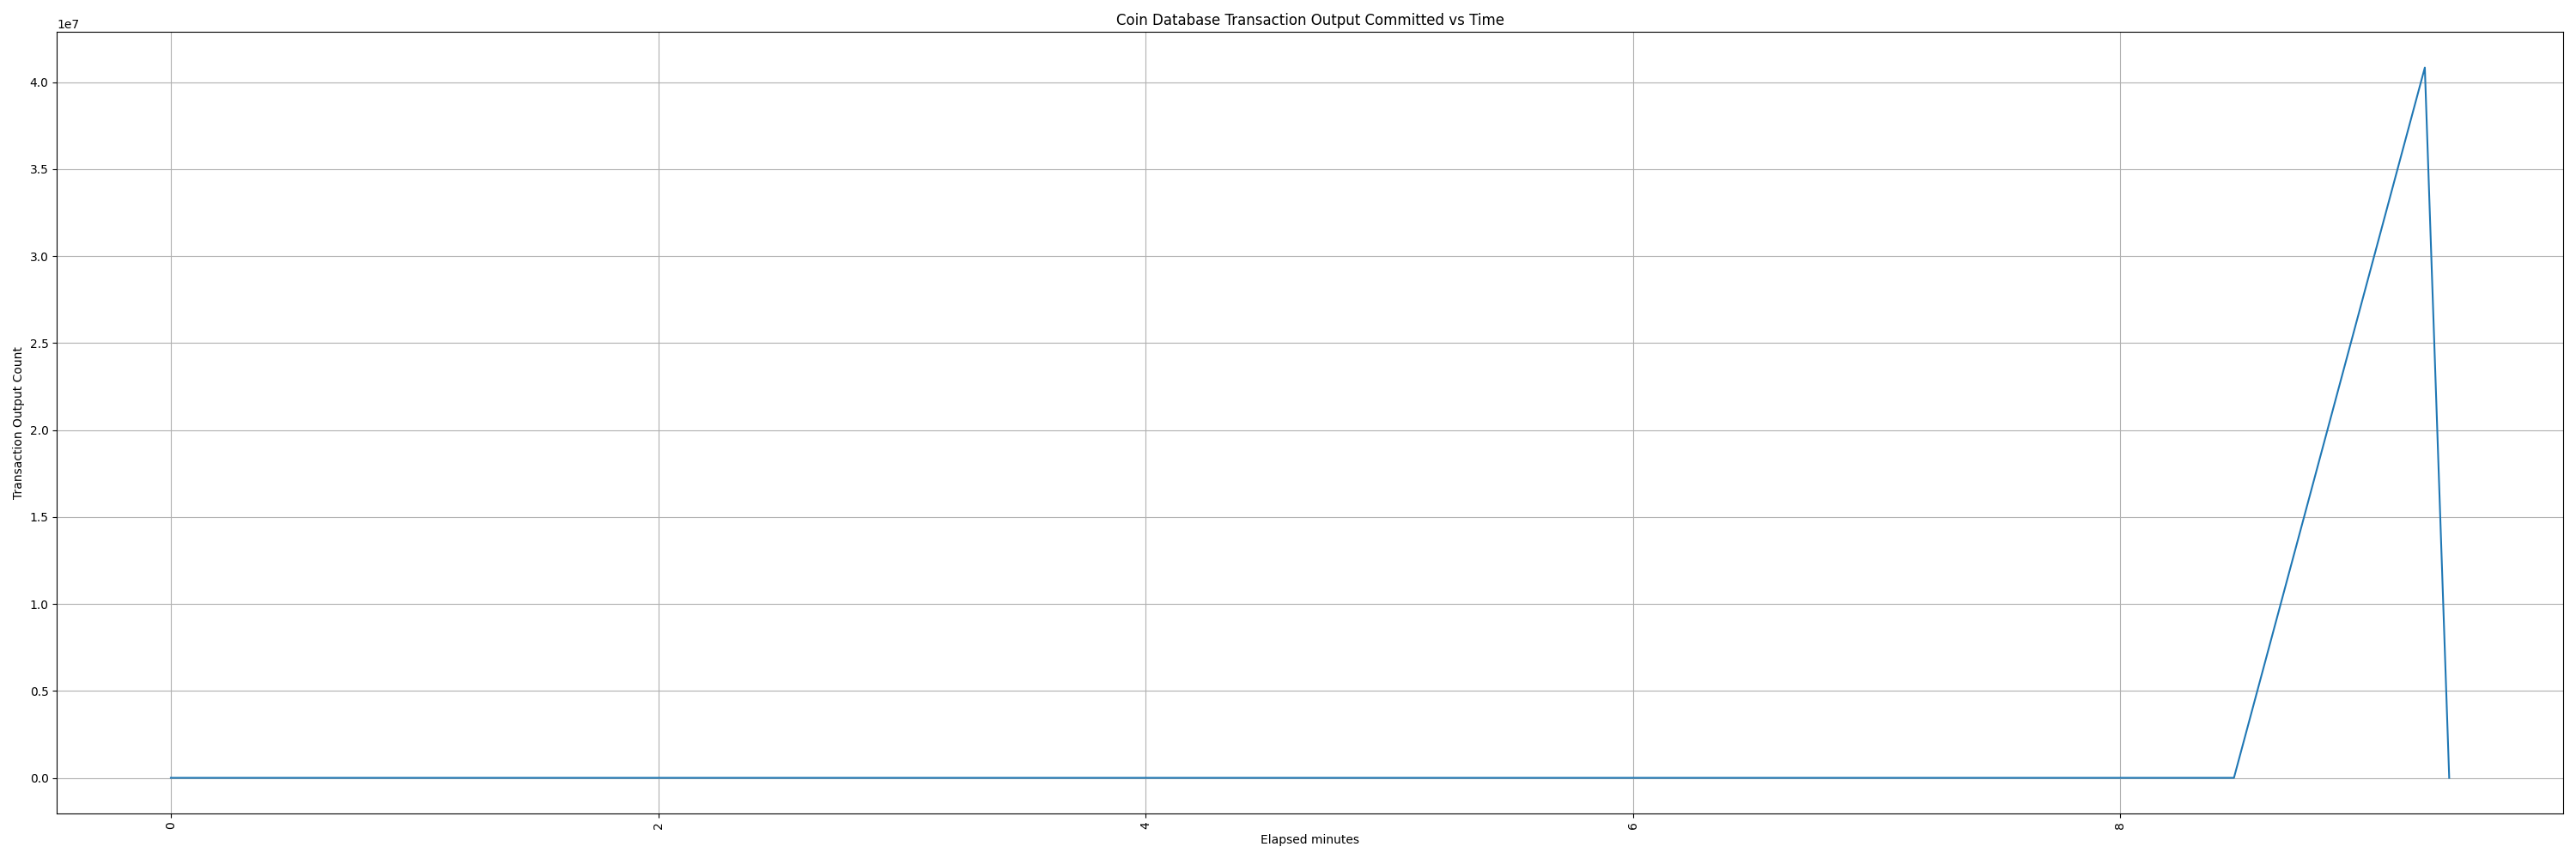 Coin Database Transaction Output Committed vs Time
1e7
4.0
3.5
3.0
2.5
2.0
1.5
1.0
0.5
0.0
Transaction Output Count
0 2 4 6 8
Elapsed minutes